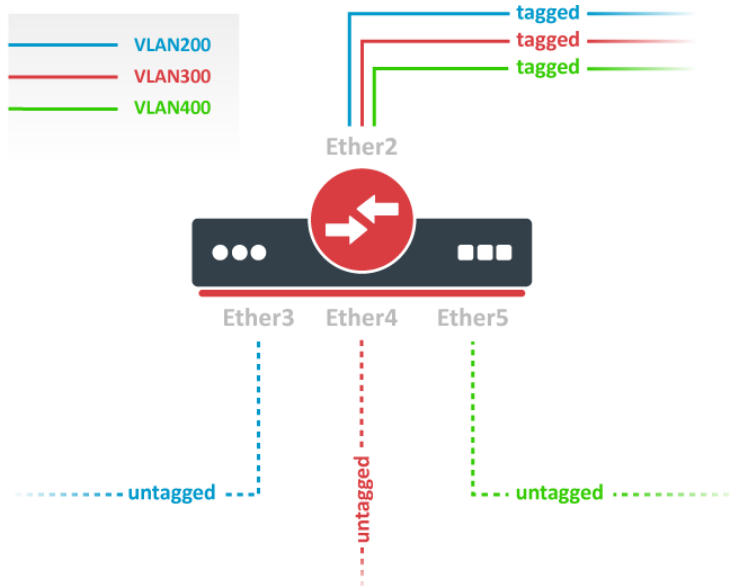 VLAN200
VLAN300
VLAN400
tagged
tagged
tagged
Ether2
Ether3
Ether4
Ether5
untagged
untagged
untagged